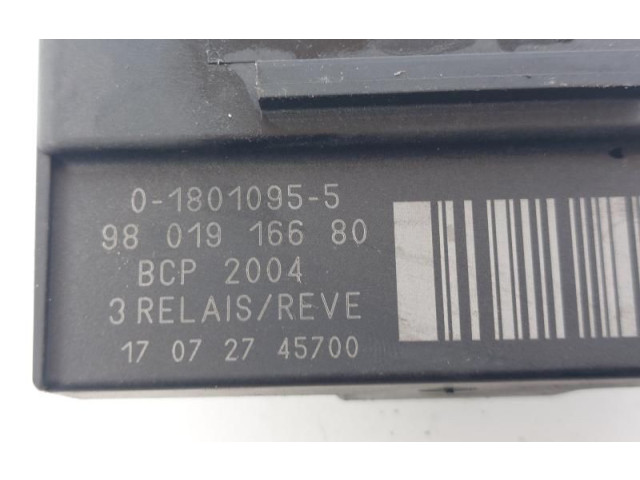 0-1801095-5
98 019 166 80
BCP 2004
3 RELAIS/REVE
17 07 27 45700